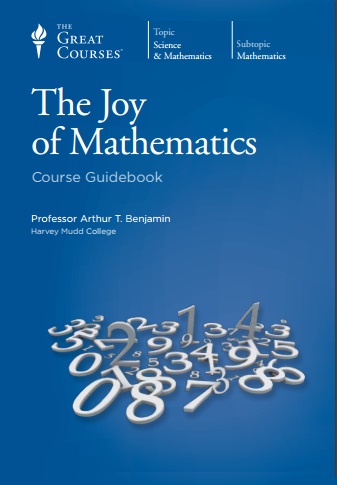 THE
GREAT
COURSES®
Topic
Science
& Mathematics
Subtopic
Mathematics
The Joy
of Mathematics
Course Guidebook
Professor Arthur T. Benjamin
Harvey Mudd College